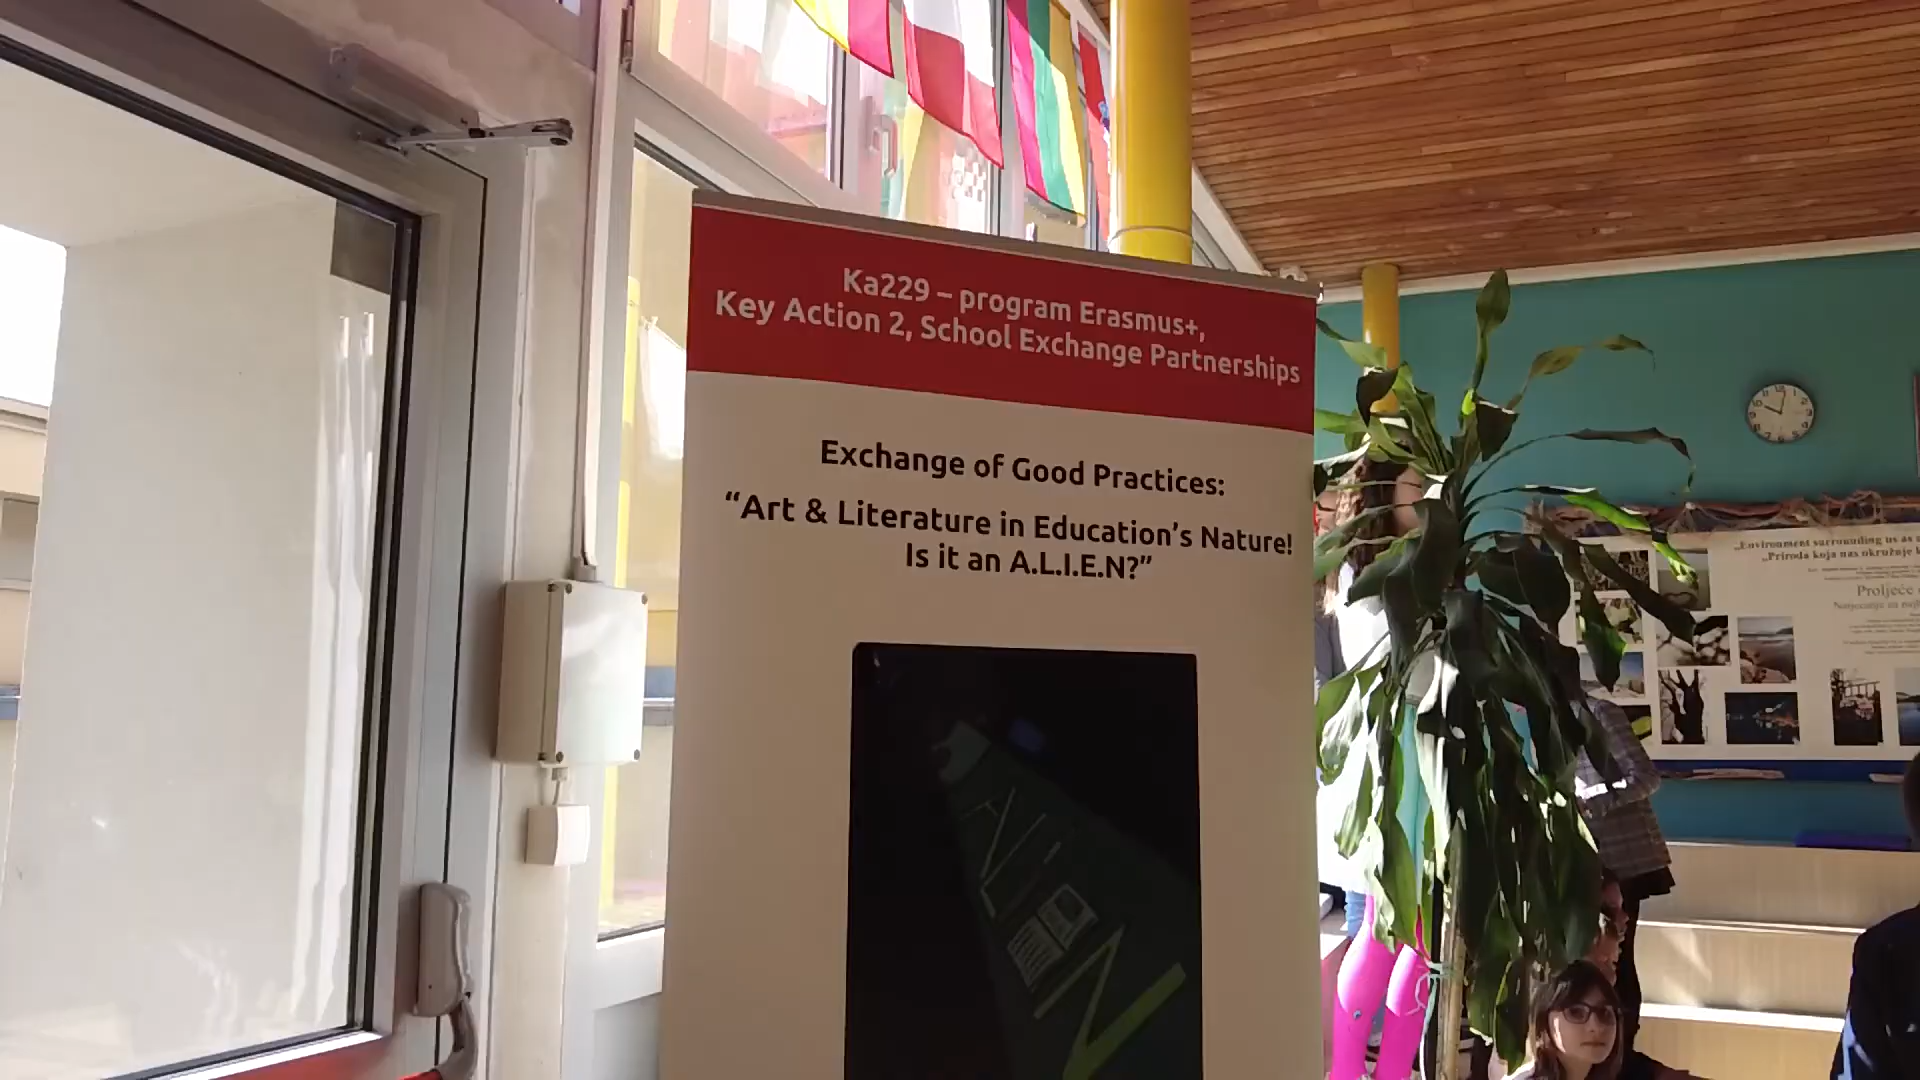 Ka229 – program Erasmus+,
Key Action 2, School Exchange Partnerships
Exchange of Good Practices:
“Art & Literature in Education’s Nature!
Is it an A.L.I.E.N?”
„Environment surrounding us as
„Priroda koja nas okružuje
Proljeće